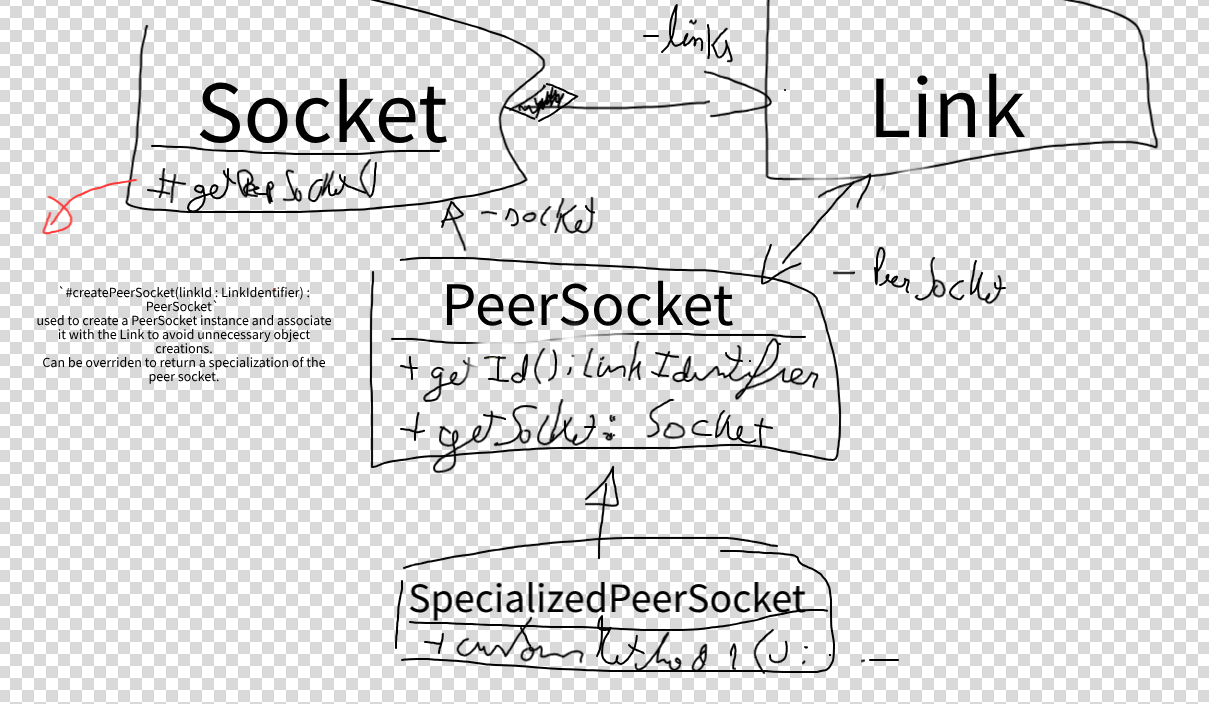 - links
Socket
Link
# getPeerSocket()
- socket
`#createPeerSocket(linkId : LinkIdentifier) :
PeerSocket`
used to create a PeerSocket instance and associate
it with the Link to avoid unnecessary object
creations.
Can be overriden to return a specialization of the
peer socket.
PeerSocket
- PeerSocket
+ getId() : LinkIdentifier
+ getSocket : Socket
SpecializedPeerSocket
+ customMethod1() : ...